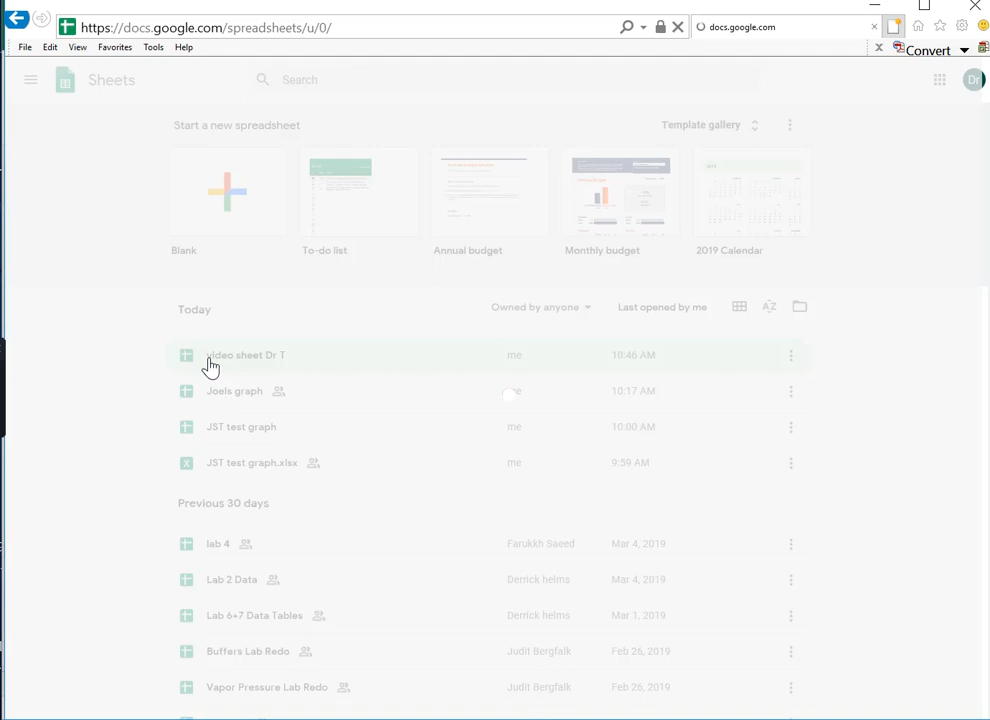 https://docs.google.com/spreadsheets/u/0/
docs.google.com
File Edit View Favorites Tools Help
Convert
Sheets
Search
Dr
Start a new spreadsheet
Template gallery
Blank
To-do list
Annual budget
Monthly budget
2019 Calendar
Today
Owned by anyone
Last opened by me
AZ
video sheet Dr T me 10:46 AM
Joels graph me 10:17 AM
JST test graph me 10:00 AM
X JST test graph.xlsx me 9:59 AM
Previous 30 days
lab 4 Farukkh Saeed Mar 4, 2019
Lab 2 Data Derrick helms Mar 4, 2019
Lab 6+7 Data Tables Derrick helms Mar 1, 2019
Buffers Lab Redo Judit Bergfalk Feb 26, 2019
Vapor Pressure Lab Redo Judit Bergfalk Feb 26, 2019